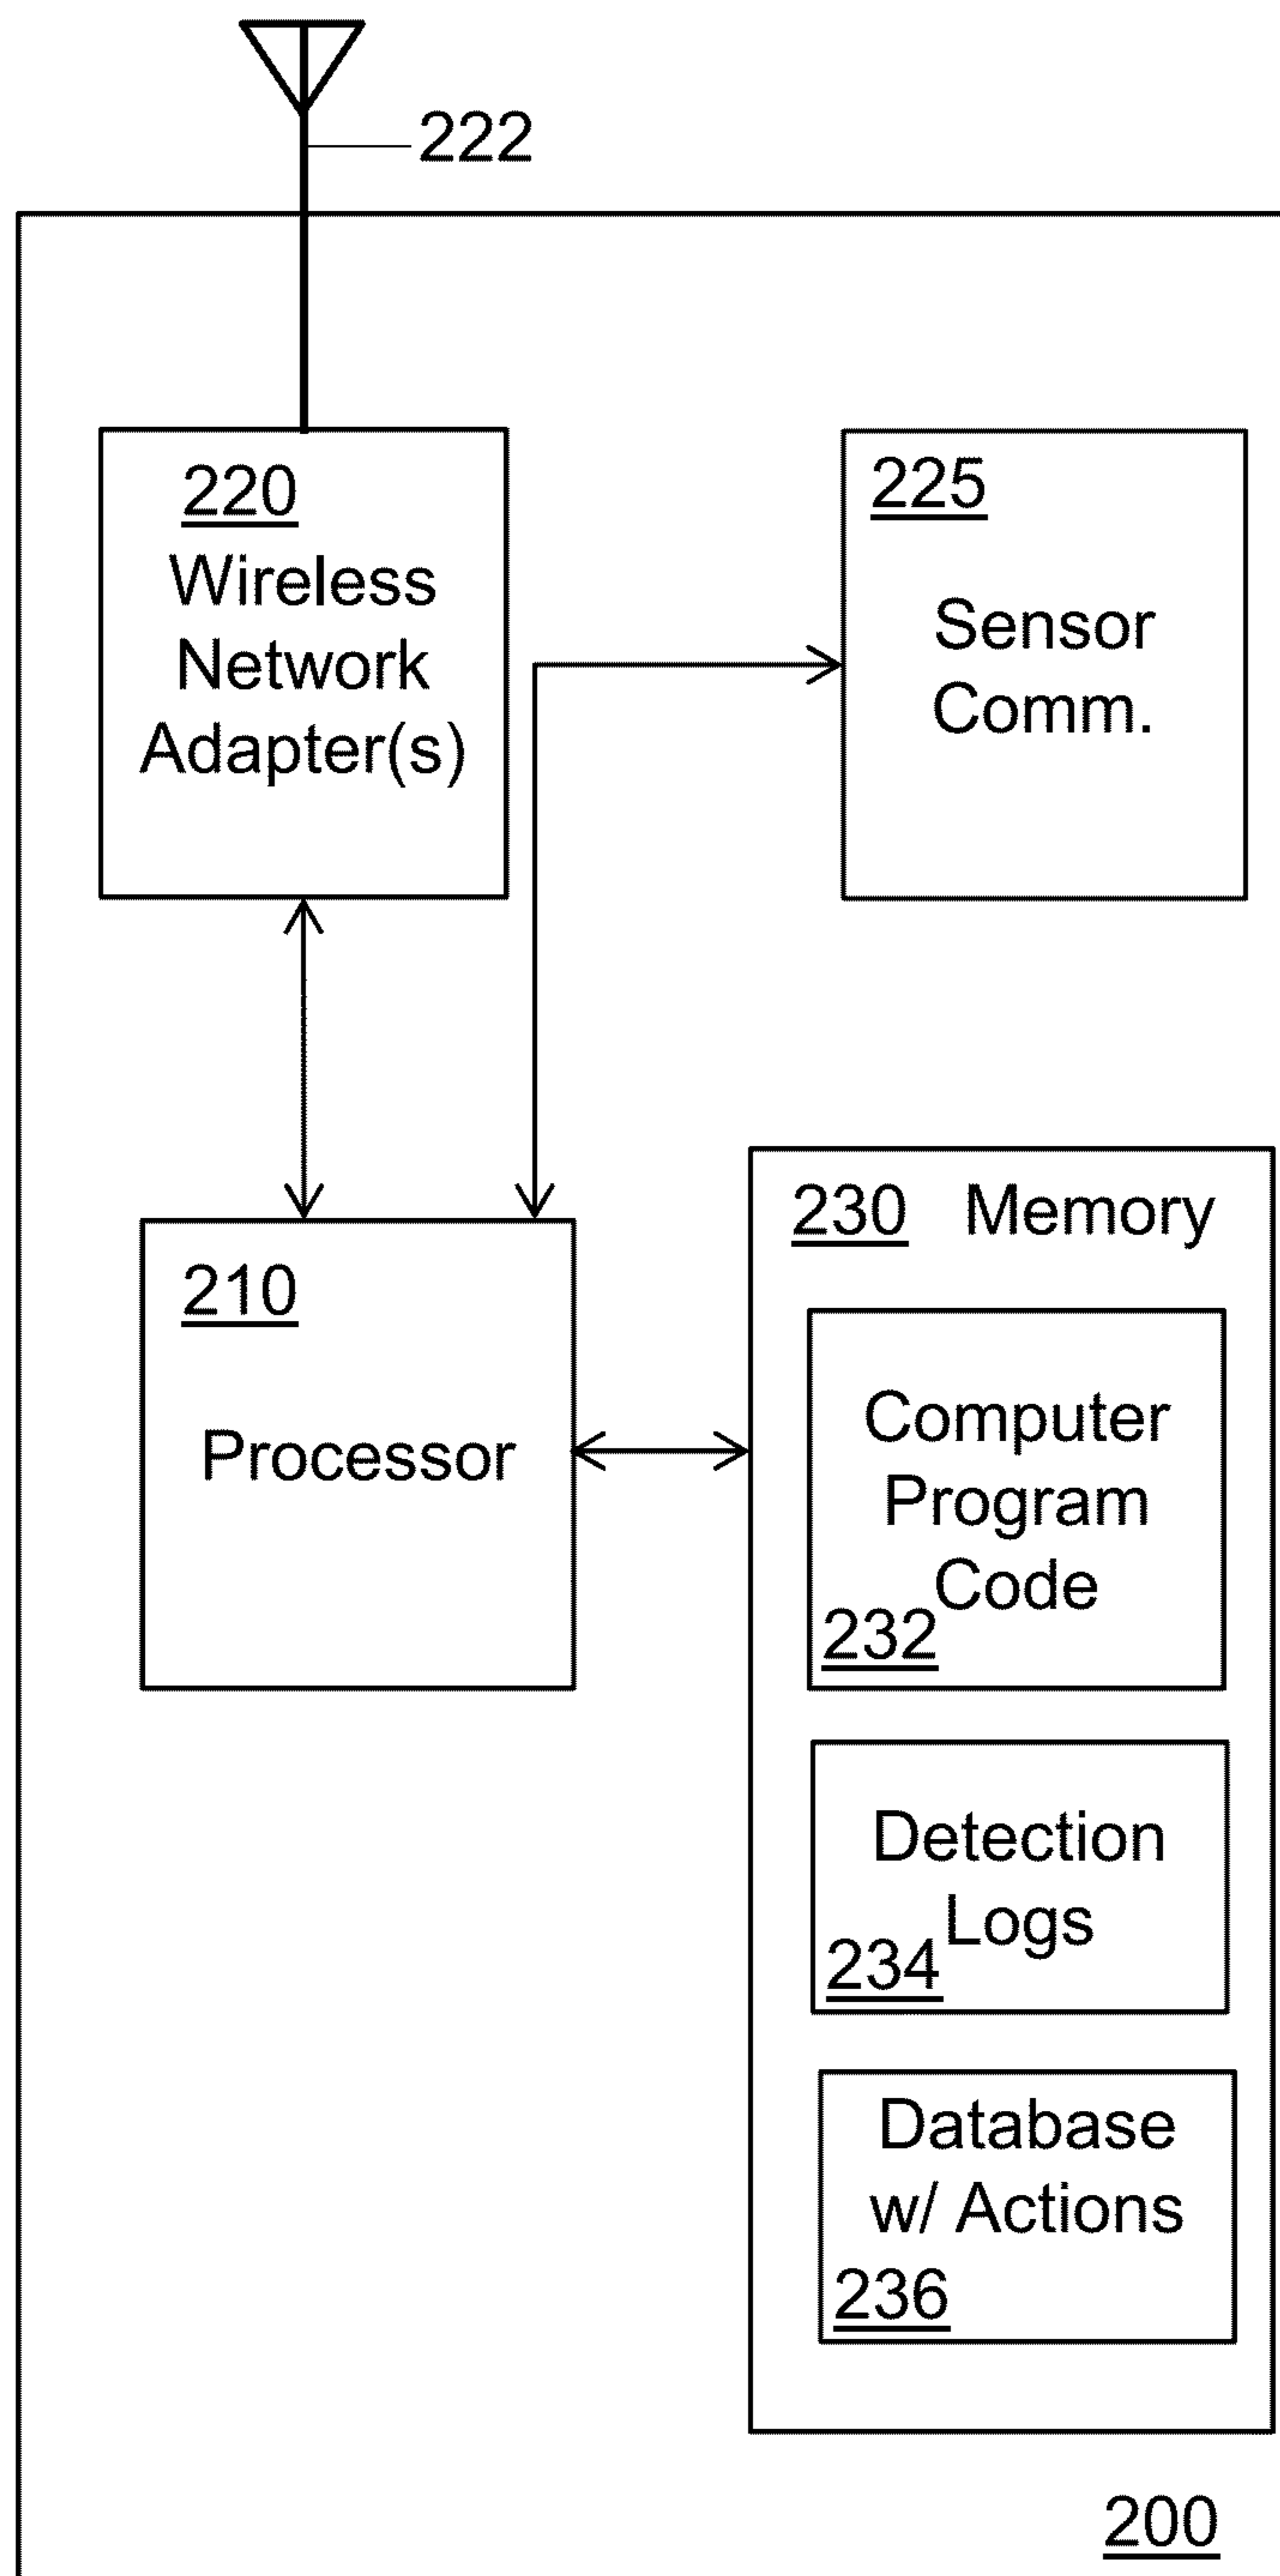 222
220
Wireless
Network
Adapter(s)
225
Sensor
Comm.
210
Processor
230 Memory
Computer
Program
Code
232
Detection
Logs
234
Database
w/ Actions
236
200